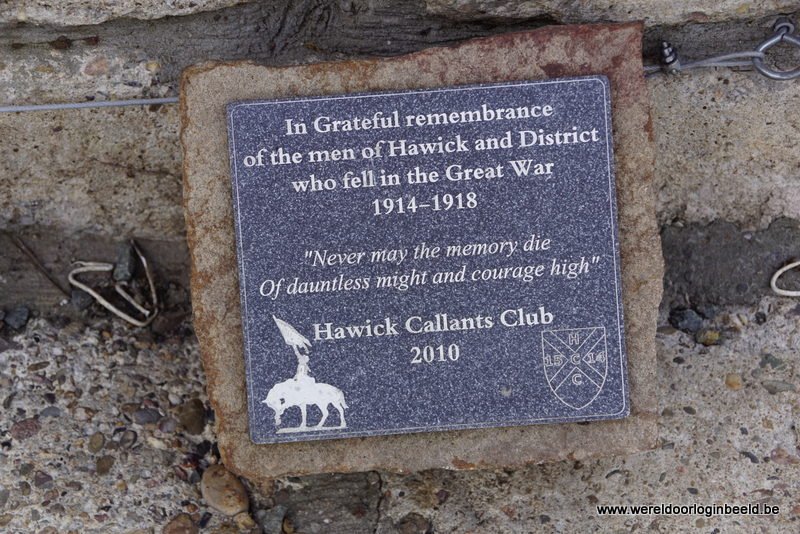 In Grateful remembrance
of the men of Hawick and District
who fell in the Great War
1914–1918
"Never may the memory die
Of dauntless might and courage high"
Hawick Callants Club
2010
H
15 C 14
C
www.wereldoorloginbeeld.be